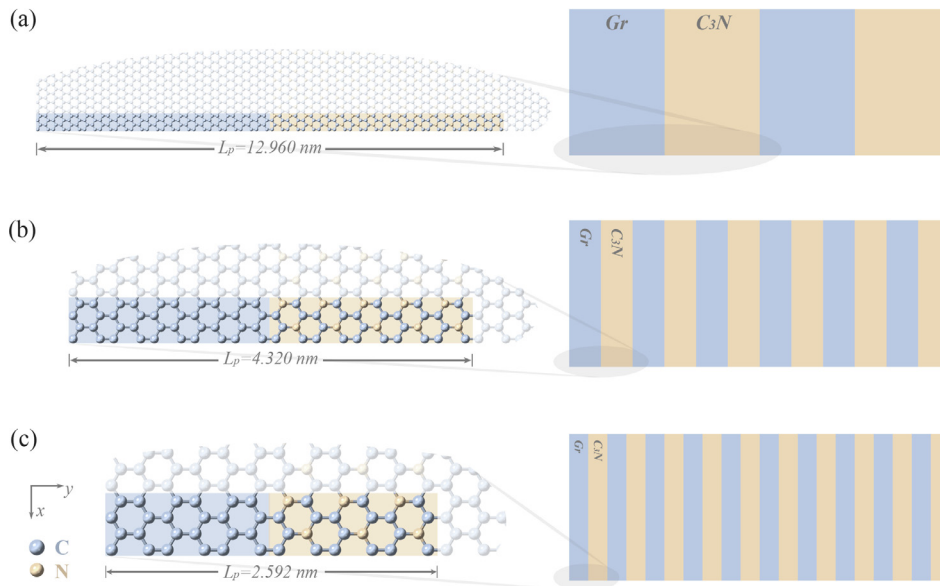 (a)
Gr C₃N
Lₚ=12.960 nm
(b)
Gr C₃N
Lₚ=4.320 nm
(c)
Gr C₃N
y
x
C
N
Lₚ=2.592 nm